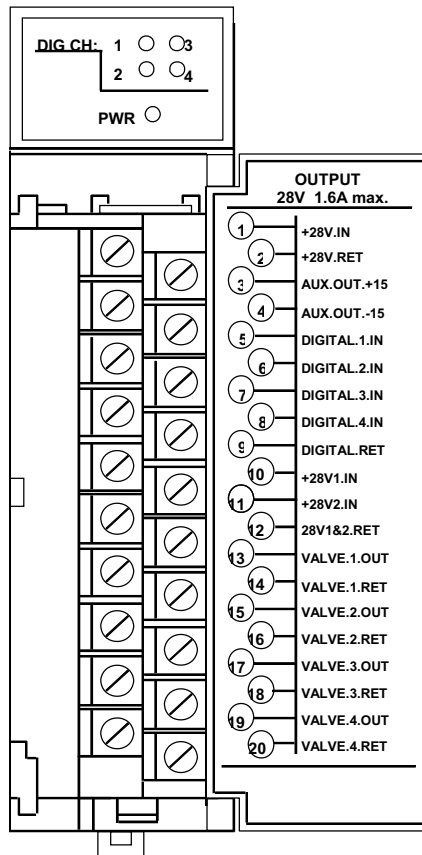 DIG CH: 1 3
2 4
PWR
OUTPUT
28V 1.6A max.
1 +28V.IN
2 +28V.RET
3 AUX.OUT.+15
4 AUX.OUT.-15
5 DIGITAL.1.IN
6 DIGITAL.2.IN
7 DIGITAL.3.IN
8 DIGITAL.4.IN
9 DIGITAL.RET
10 +28V1.IN
11 +28V2.IN
12 28V1&2.RET
13 VALVE.1.OUT
14 VALVE.1.RET
15 VALVE.2.OUT
16 VALVE.2.RET
17 VALVE.3.OUT
18 VALVE.3.RET
19 VALVE.4.OUT
20 VALVE.4.RET